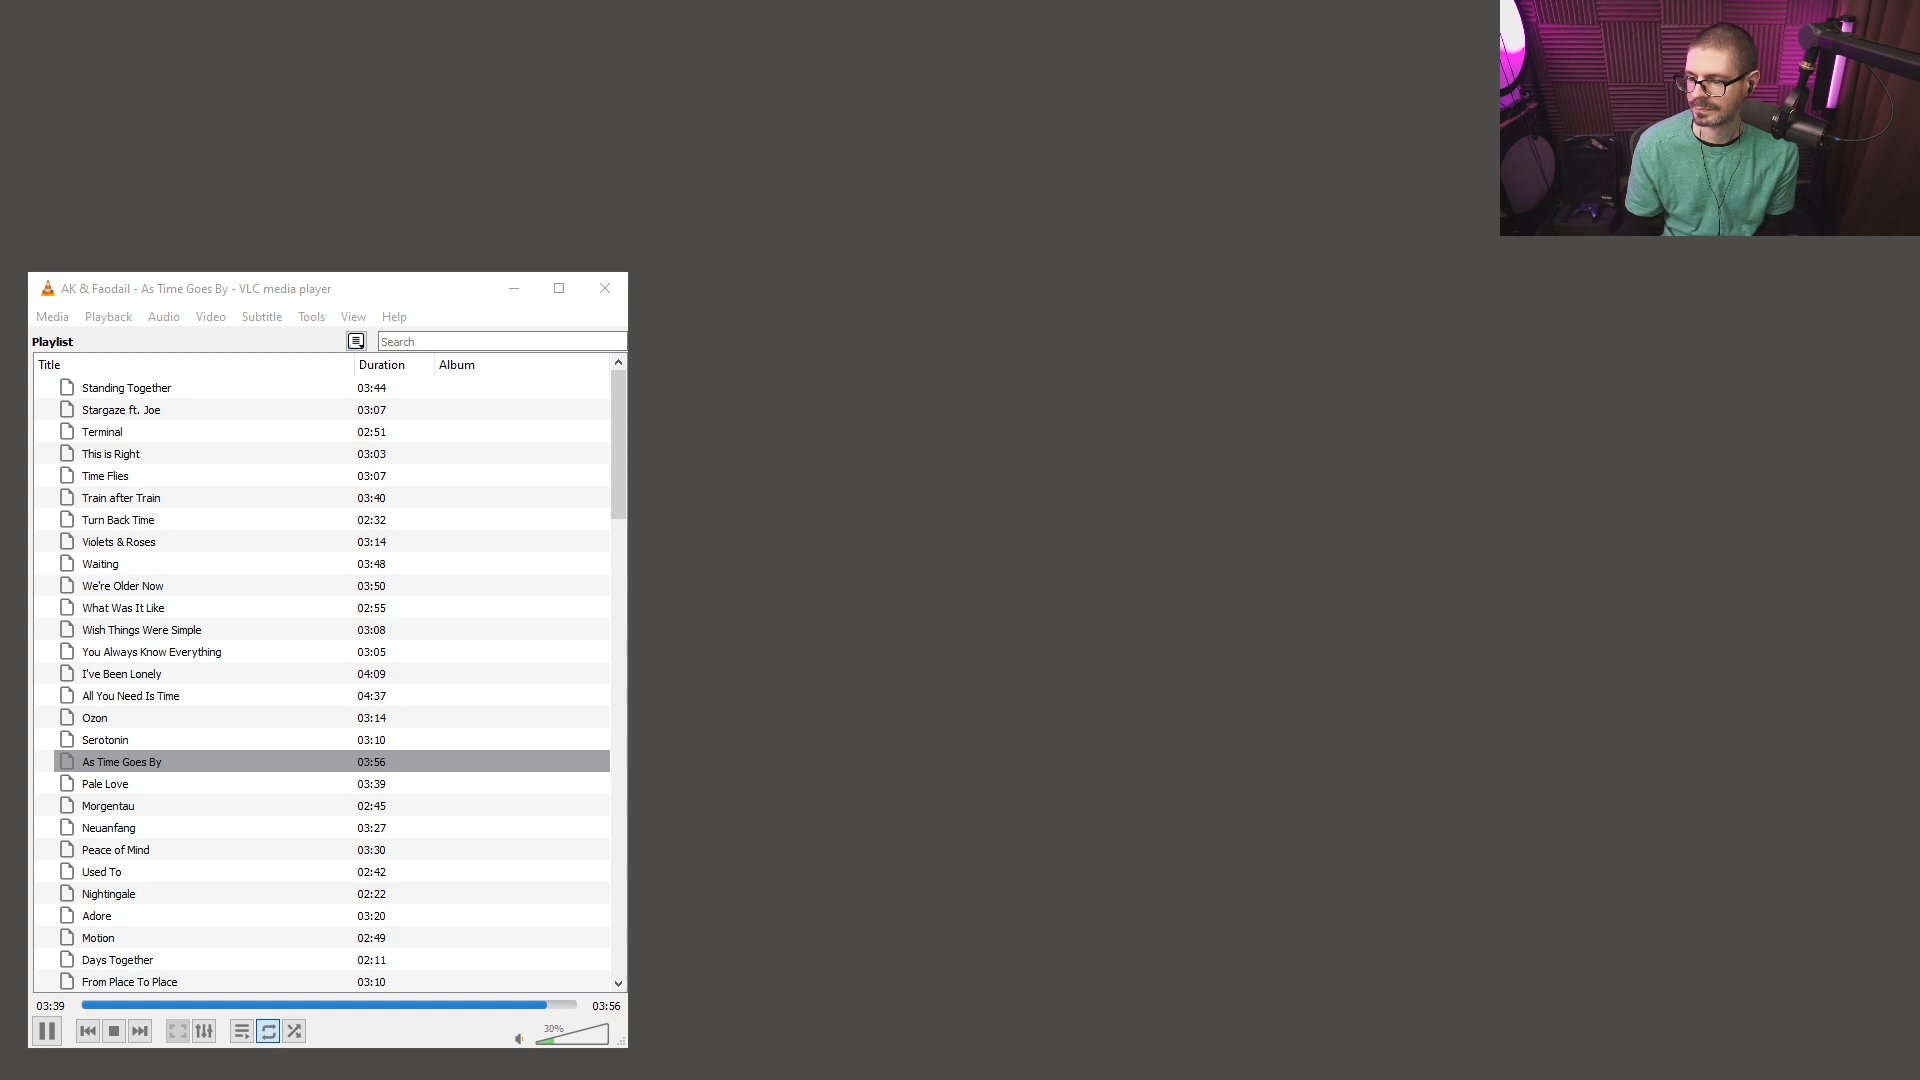 AK & Faodail - As Time Goes By - VLC media player
Media Playback Audio Video Subtitle Tools View Help
Playlist Search
Title Duration Album
Standing Together 03:44
Stargaze ft. Joe 03:07
Terminal 02:51
This is Right 03:03
Time Flies 03:07
Train after Train 03:40
Turn Back Time 02:32
Violets & Roses 03:14
Waiting 03:48
We're Older Now 03:50
What Was It Like 02:55
Wish Things Were Simple 03:08
You Always Know Everything 03:05
I've Been Lonely 04:09
All You Need Is Time 04:37
Ozon 03:14
Serotonin 03:10
As Time Goes By 03:56
Pale Love 03:39
Morgentau 02:45
Neuanfang 03:27
Peace of Mind 03:30
Used To 02:42
Nightingale 02:22
Adore 03:20
Motion 02:49
Days Together 02:11
From Place To Place 03:10
03:39 03:56
30%